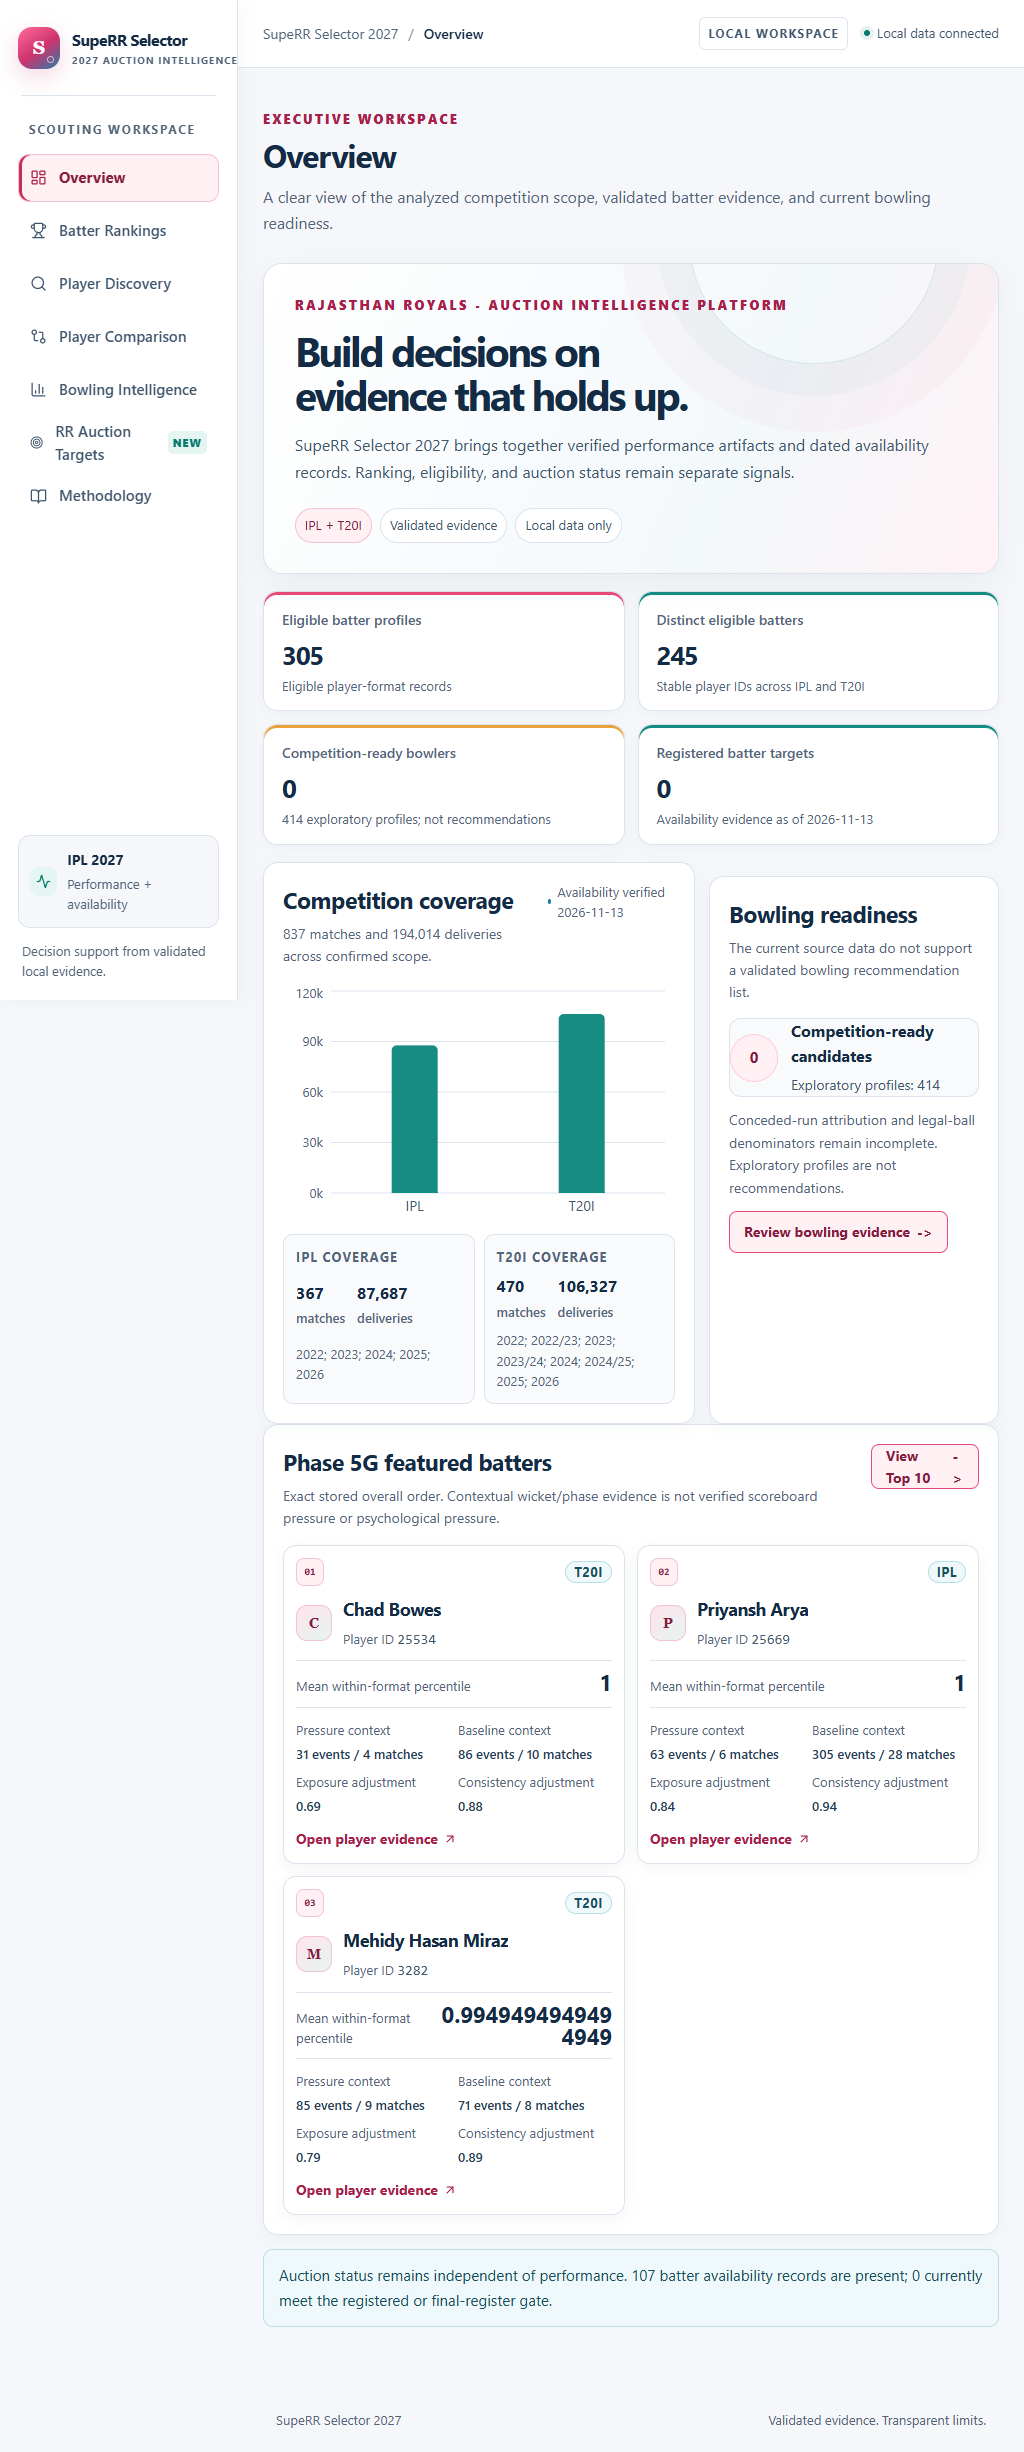 S
SupeRR Selector
2027 AUCTION INTELLIGENCE
SCOUTING WORKSPACE
Overview
Batter Rankings
Player Discovery
Player Comparison
Bowling Intelligence
RR Auction
Targets
NEW
Methodology
IPL 2027
Performance +
availability
Decision support from validated
local evidence.
SupeRR Selector 2027 / Overview
LOCAL WORKSPACE
Local data connected
EXECUTIVE WORKSPACE
Overview
A clear view of the analyzed competition scope, validated batter evidence, and current bowling
readiness.
RAJASTHAN ROYALS - AUCTION INTELLIGENCE PLATFORM
Build decisions on
evidence that holds up.
SupeRR Selector 2027 brings together verified performance artifacts and dated availability
records. Ranking, eligibility, and auction status remain separate signals.
IPL + T20I
Validated evidence
Local data only
Eligible batter profiles
305
Eligible player-format records
Distinct eligible batters
245
Stable player IDs across IPL and T20I
Competition-ready bowlers
0
414 exploratory profiles; not recommendations
Registered batter targets
0
Availability evidence as of 2026-11-13
Competition coverage
837 matches and 194,014 deliveries
across confirmed scope.
Availability verified
2026-11-13
120k
90k
60k
30k
0k
IPL
T20I
IPL COVERAGE
367 87,687
matches deliveries
2022; 2023; 2024; 2025;
2026
T20I COVERAGE
470 106,327
matches deliveries
2022; 2022/23; 2023;
2023/24; 2024; 2024/25;
2025; 2026
Bowling readiness
The current source data do not support
a validated bowling recommendation
list.
0
Competition-ready
candidates
Exploratory profiles: 414
Conceded-run attribution and legal-ball
denominators remain incomplete.
Exploratory profiles are not
recommendations.
Review bowling evidence ->
Phase 5G featured batters
Exact stored overall order. Contextual wicket/phase evidence is not verified scoreboard
pressure or psychological pressure.
View -
Top 10 >
01
T20I
C
Chad Bowes
Player ID 25534
Mean within-format percentile 1
Pressure context Baseline context
31 events / 4 matches 86 events / 10 matches
Exposure adjustment Consistency adjustment
0.69 0.88
Open player evidence
02
IPL
P
Priyansh Arya
Player ID 25669
Mean within-format percentile 1
Pressure context Baseline context
63 events / 6 matches 305 events / 28 matches
Exposure adjustment Consistency adjustment
0.84 0.94
Open player evidence
03
T20I
M
Mehidy Hasan Miraz
Player ID 3282
Mean within-format 0.994949494949
percentile 4949
Pressure context Baseline context
85 events / 9 matches 71 events / 8 matches
Exposure adjustment Consistency adjustment
0.79 0.89
Open player evidence
Auction status remains independent of performance. 107 batter availability records are present; 0 currently
meet the registered or final-register gate.
SupeRR Selector 2027
Validated evidence. Transparent limits.